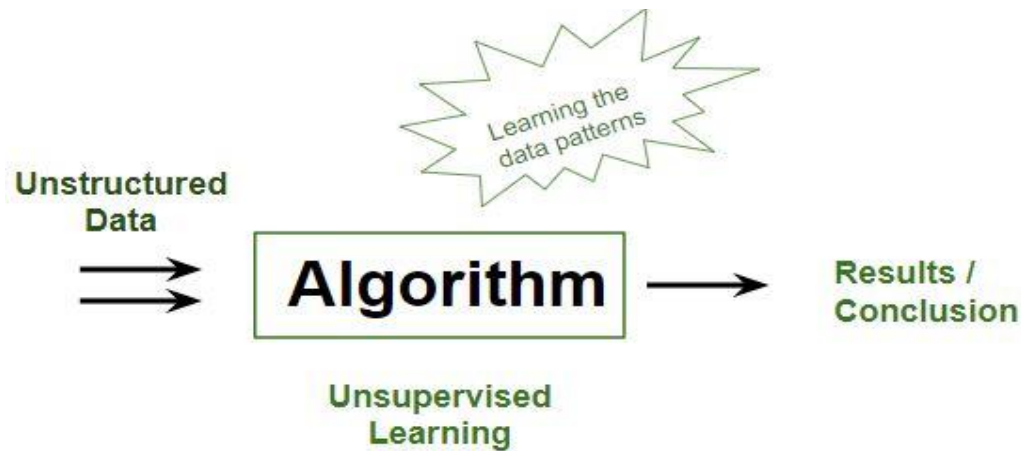 Learning the
data patterns
Unstructured
Data
Algorithm
Results /
Conclusion
Unsupervised
Learning